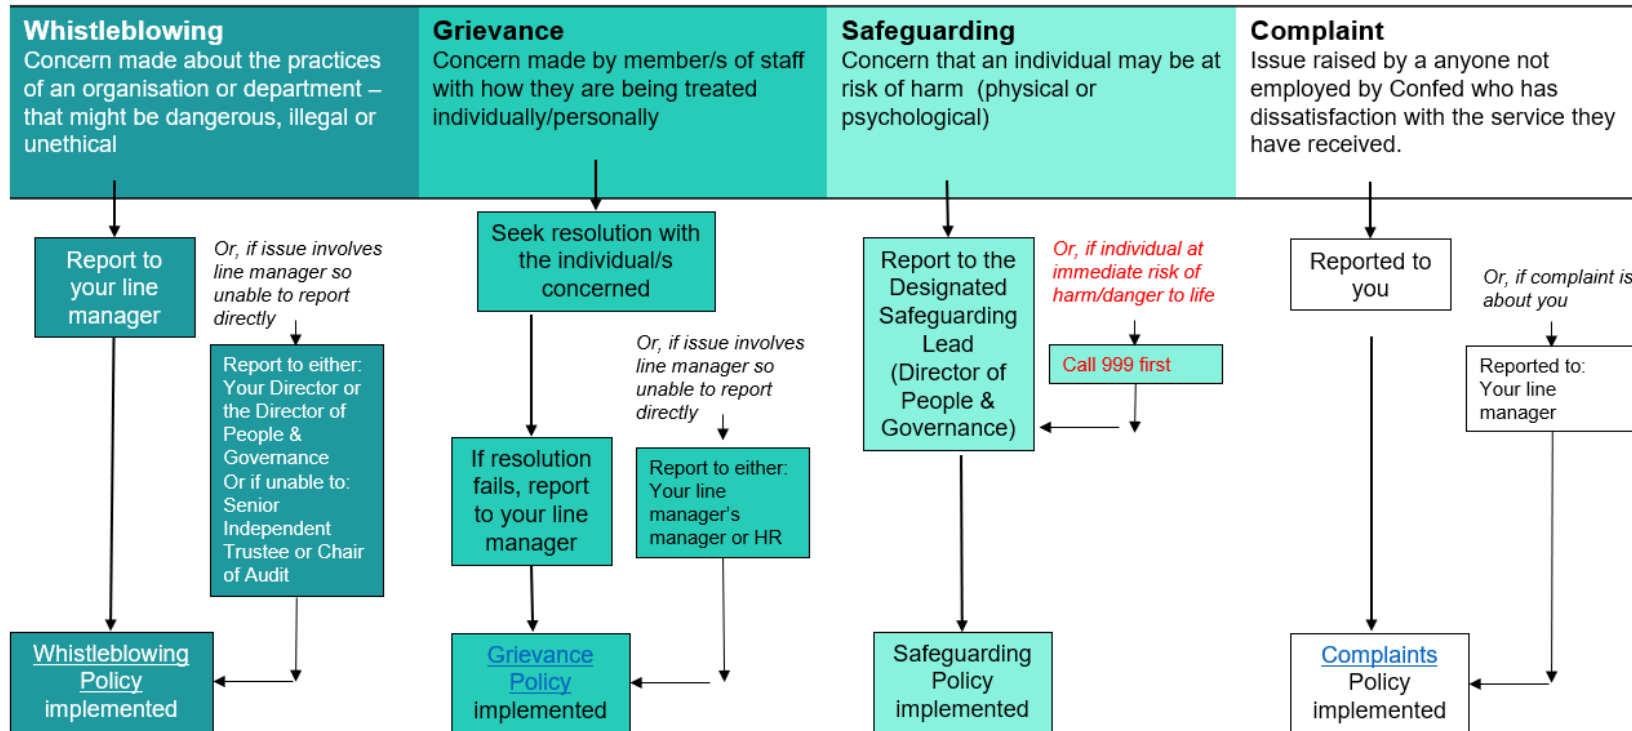 Whistleblowing
Concern made about the practices
of an organisation or department –
that might be dangerous, illegal or
unethical
Grievance
Concern made by member/s of staff
with how they are being treated
individually/personally
Safeguarding
Concern that an individual may be at
risk of harm  (physical or
psychological)
Complaint
Issue raised by a anyone not
employed by Confed who has
dissatisfaction with the service they
have received.
Report to
your line
manager
Or, if issue involves
line manager so
unable to report
directly
Report to either:
Your Director or
the Director of
People &
Governance
Or if unable to:
Senior
Independent
Trustee or Chair
of Audit
Whistleblowing
Policy
implemented
Seek resolution with
the individual/s
concerned
Or, if issue involves
line manager so
unable to report
directly
If resolution
fails, report
to your line
manager
Report to either:
Your line
manager’s
manager or HR
Grievance
Policy
implemented
Report to the
Designated
Safeguarding
Lead
(Director of
People &
Governance)
Or, if individual at
immediate risk of
harm/danger to life
Call 999 first
Safeguarding
Policy
implemented
Reported to
you
Or, if complaint is
about you
Reported to:
Your line
manager
Complaints
Policy
implemented